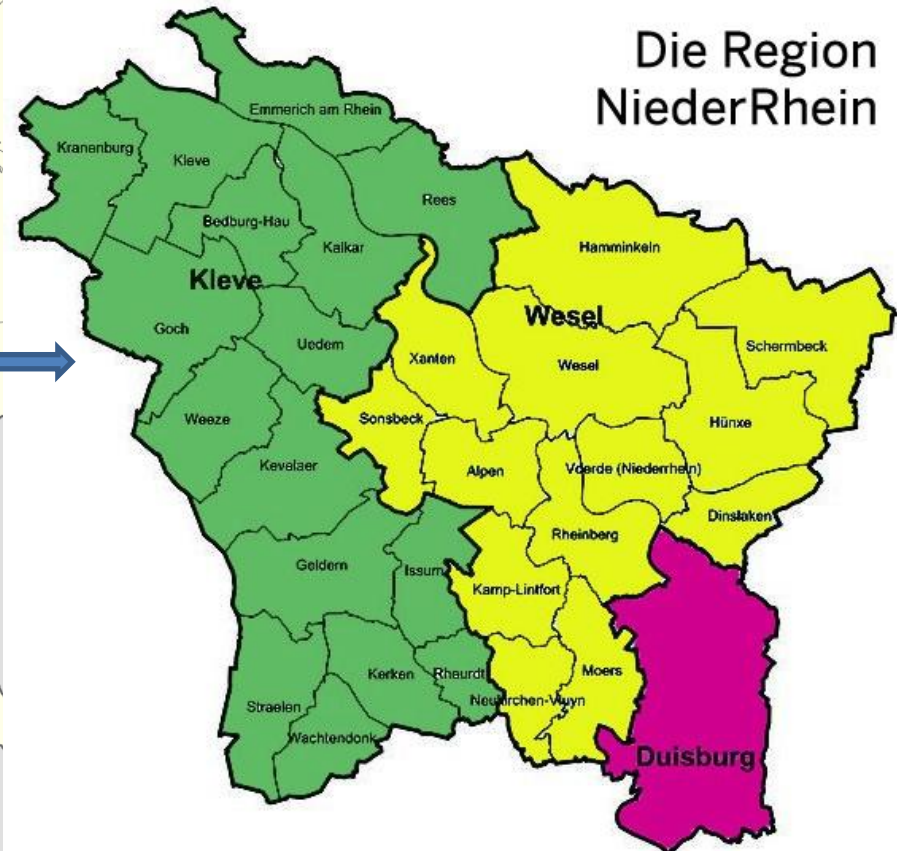 Die Region
NiederRhein
Emmerich am Rhein
Kranenburg
Kleve
Rees
Bedburg-Hau
Kalkar
Hamminkeln
Kleve
Wesel
Goch
Uedem
Xanten
Wesel
Schermbeck
Weeze
Sonsbeck
Hünxe
Kevelaer
Alpen
Voerde (Niederrhein)
Dinslaken
Rheinberg
Geldern
Issum
Kamp-Lintfort
Kerken
Rheurdt
Moers
Straelen
Neukirchen-Vluyn
Wachtendonk
Duisburg